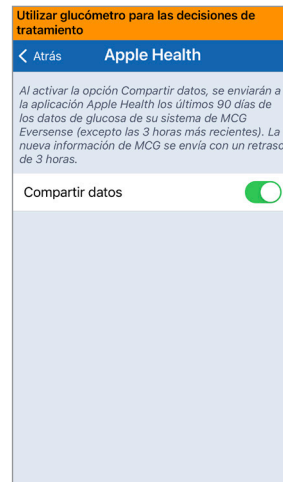 Utilizar glucómetro para las decisiones de
tratamiento
Atrás
Apple Health
Al activar la opción Compartir datos, se enviarán a
la aplicación Apple Health los últimos 90 días de
los datos de glucosa de su sistema de MCG
Eversense (excepto las 3 horas más recientes). La
nueva información de MCG se envía con un retraso
de 3 horas.
Compartir datos